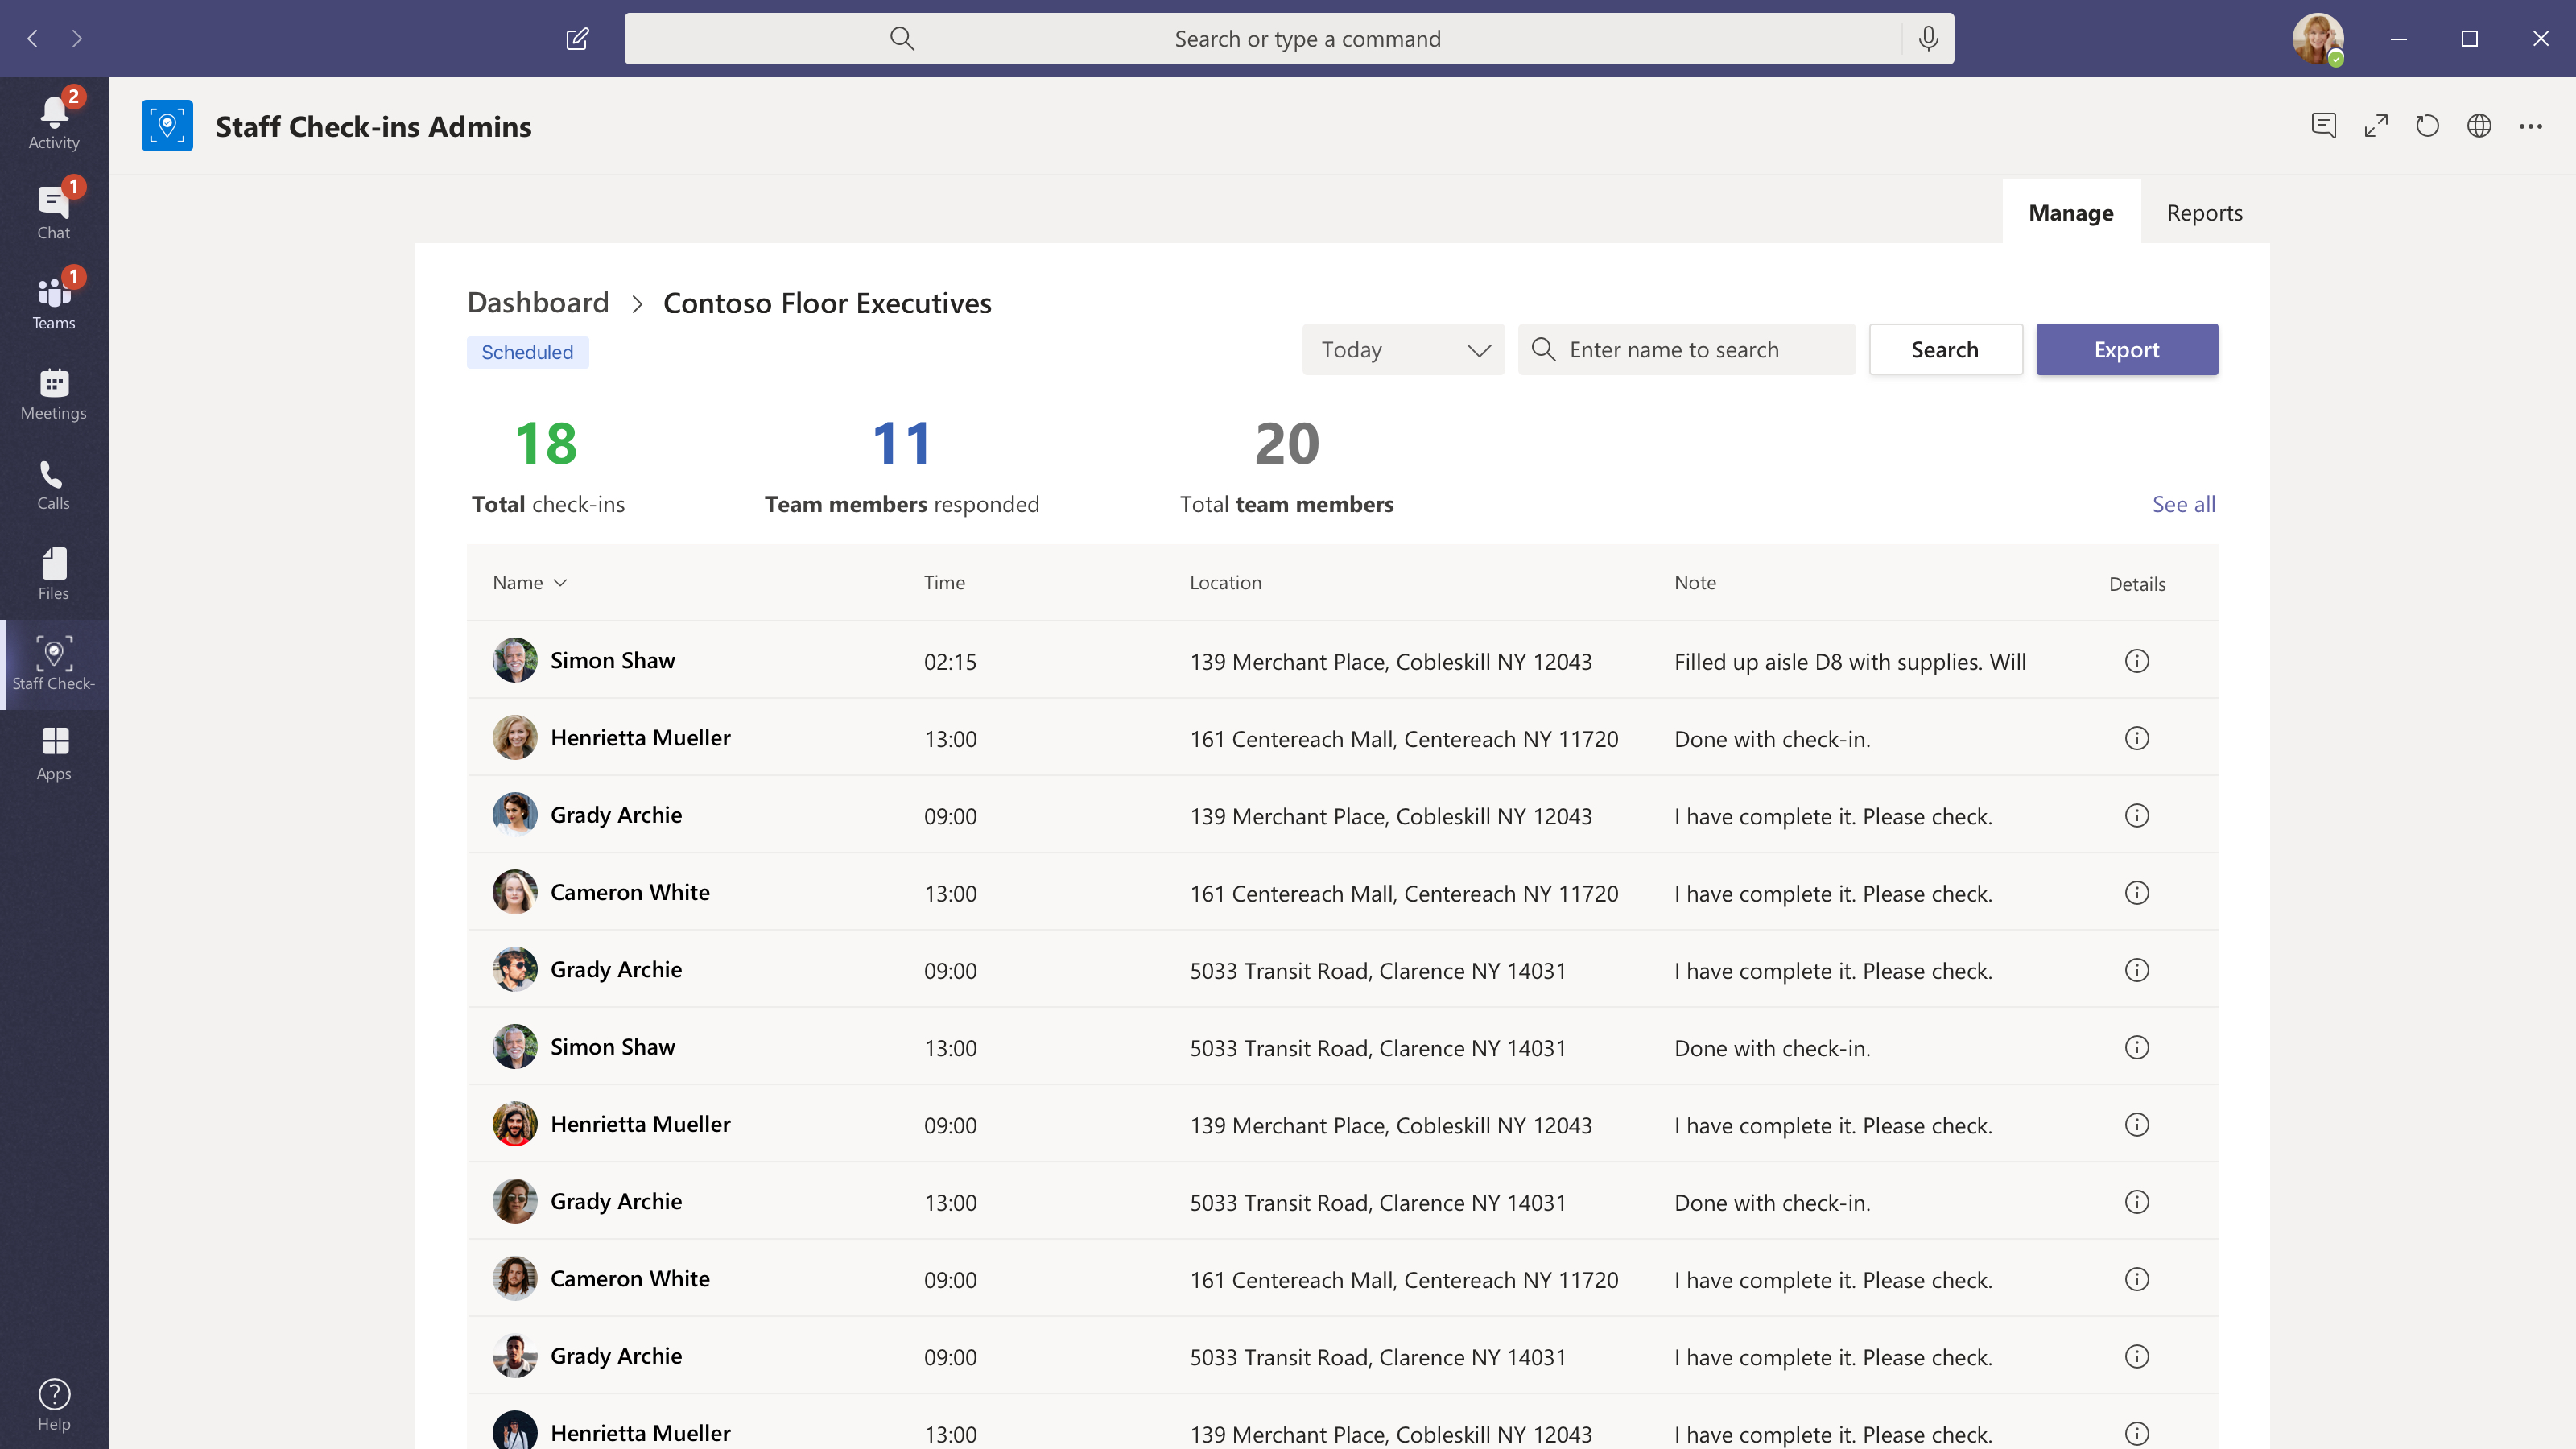 Search or type a command
2
Activity
1
Chat
1
Teams
Meetings
Calls
Files
Staff Check-
Apps
Help
Staff Check-ins Admins
Manage Reports
Dashboard > Contoso Floor Executives
Scheduled
Today Enter name to search Search Export
18 11 20
Total check-ins Team members responded Total team members See all
Name Time Location Note Details
Simon Shaw 02:15 139 Merchant Place, Cobleskill NY 12043 Filled up aisle D8 with supplies. Will
Henrietta Mueller 13:00 161 Centereach Mall, Centereach NY 11720 Done with check-in.
Grady Archie 09:00 139 Merchant Place, Cobleskill NY 12043 I have complete it. Please check.
Cameron White 13:00 161 Centereach Mall, Centereach NY 11720 I have complete it. Please check.
Grady Archie 09:00 5033 Transit Road, Clarence NY 14031 I have complete it. Please check.
Simon Shaw 13:00 5033 Transit Road, Clarence NY 14031 Done with check-in.
Henrietta Mueller 09:00 139 Merchant Place, Cobleskill NY 12043 I have complete it. Please check.
Grady Archie 13:00 5033 Transit Road, Clarence NY 14031 Done with check-in.
Cameron White 09:00 161 Centereach Mall, Centereach NY 11720 I have complete it. Please check.
Grady Archie 09:00 5033 Transit Road, Clarence NY 14031 I have complete it. Please check.
Henrietta Mueller 13:00 139 Merchant Place, Cobleskill NY 12043 I have complete it. Please check.